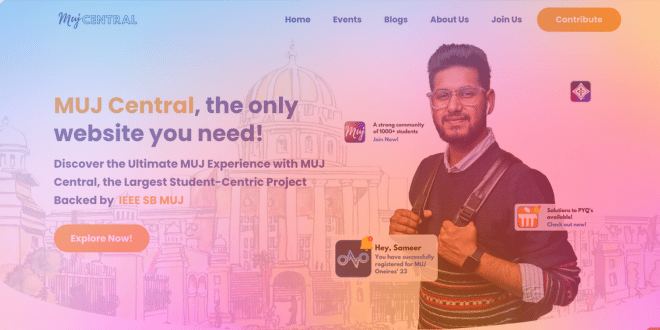 Muj CENTRAL
Home Events Blogs About Us Join Us Contribute
MUJ Central, the only
website you need!
Discover the Ultimate MUJ Experience with MUJ
Central, the Largest Student-Centric Project
Backed by IEEE SB MUJ
Explore Now!
Muj
A strong community
of 1000+ students
Join Now!
Solutions to PYQ's
available!
Check out now!
Hey, Sameer
You have successfully
registered for MUJ
Oneiros' 23